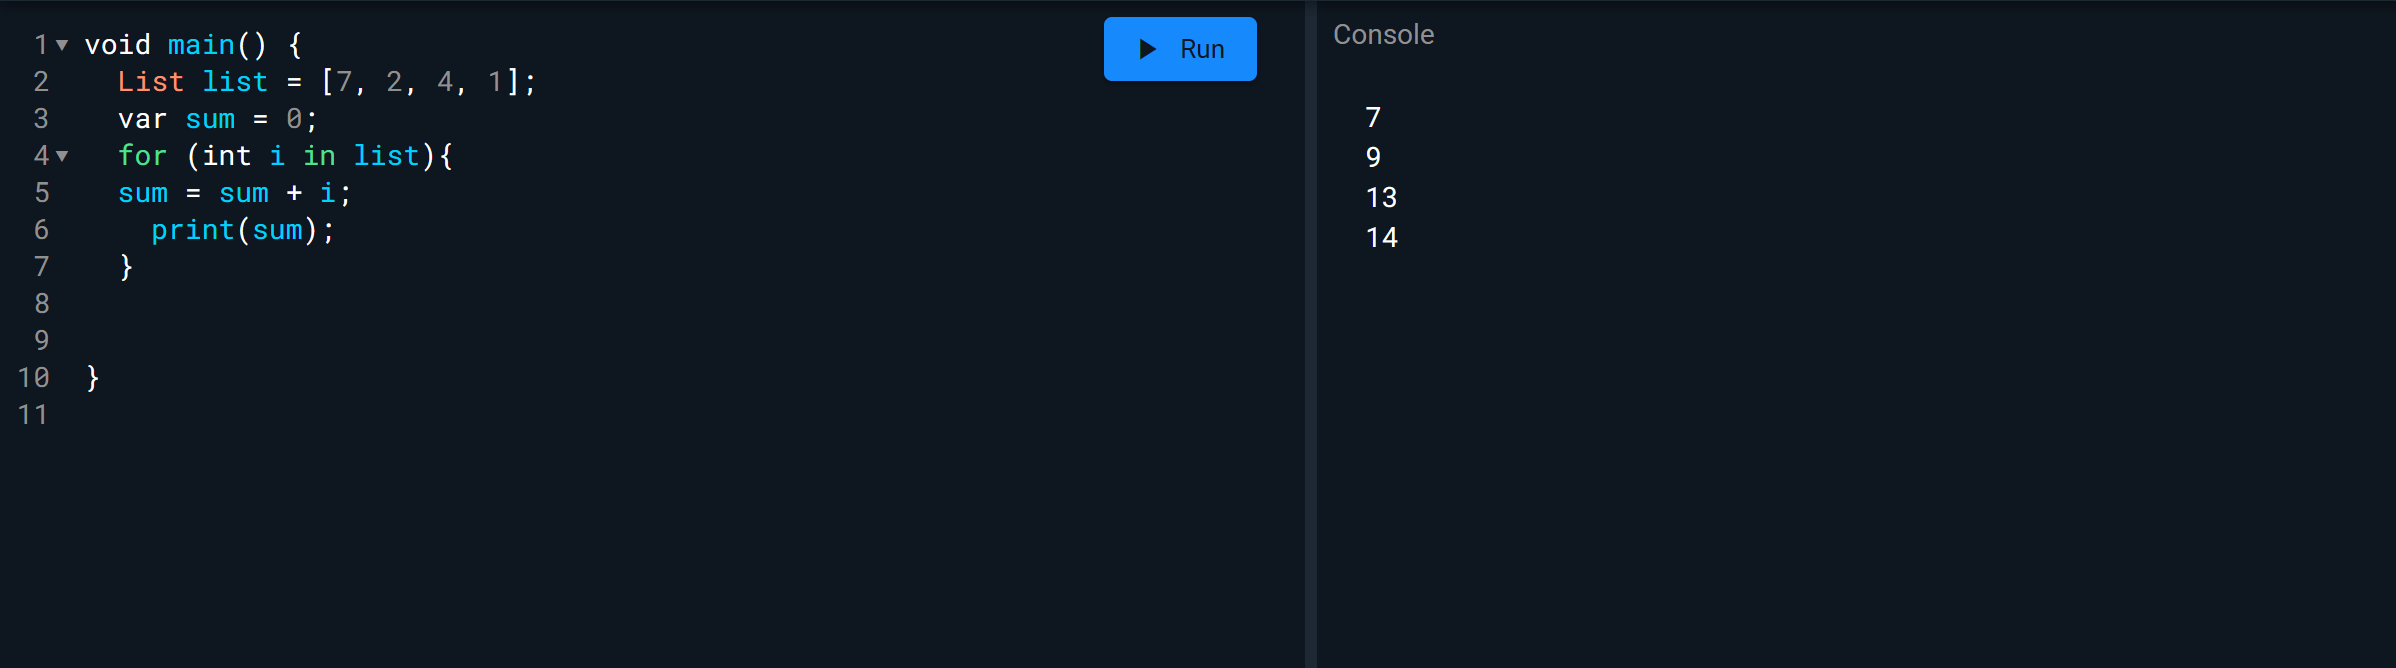 1 void main() {
2 List list = [7, 2, 4, 1];
3 var sum = 0;
4 for (int i in list){
5 sum = sum + i;
6 print(sum);
7 }
8
9
10 }
11
Run
Console
7
9
13
14